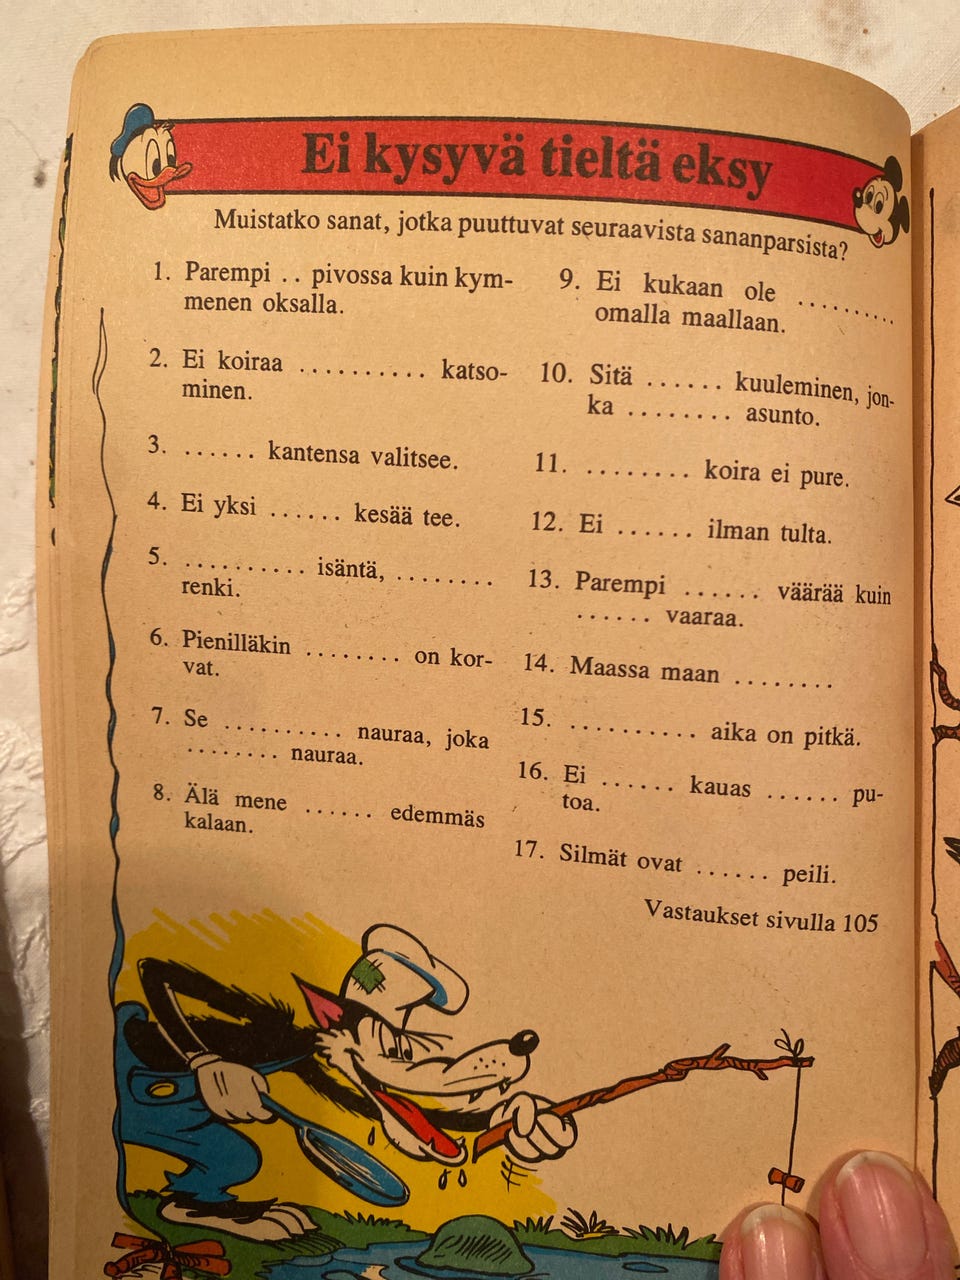 Ei kysyvä tieltä eksy
Muistatko sanat, jotka puuttuvat seuraavista sananparsista?
1. Parempi .. pivossa kuin kym-
menen oksalla.
2. Ei koiraa .......... katso-
minen.
3. ...... kantensa valitsee.
4. Ei yksi ...... kesää tee.
5. .......... isäntä, ........
renki.
6. Pienilläkin ........ on kor-
vat.
7. Se .......... nauraa, joka
........ nauraa.
8. Älä mene ...... edemmäs
kalaan.
9. Ei kukaan ole ..........
omalla maallaan.
10. Sitä ...... kuuleminen, jon-
ka ........ asunto.
11. ........ koira ei pure.
12. Ei ...... ilman tulta.
13. Parempi ...... väärää kuin
...... vaaraa.
14. Maassa maan ........
15. .......... aika on pitkä.
16. Ei ...... kauas ...... pu-
toa.
17. Silmät ovat ...... peili.
Vastaukset sivulla 105